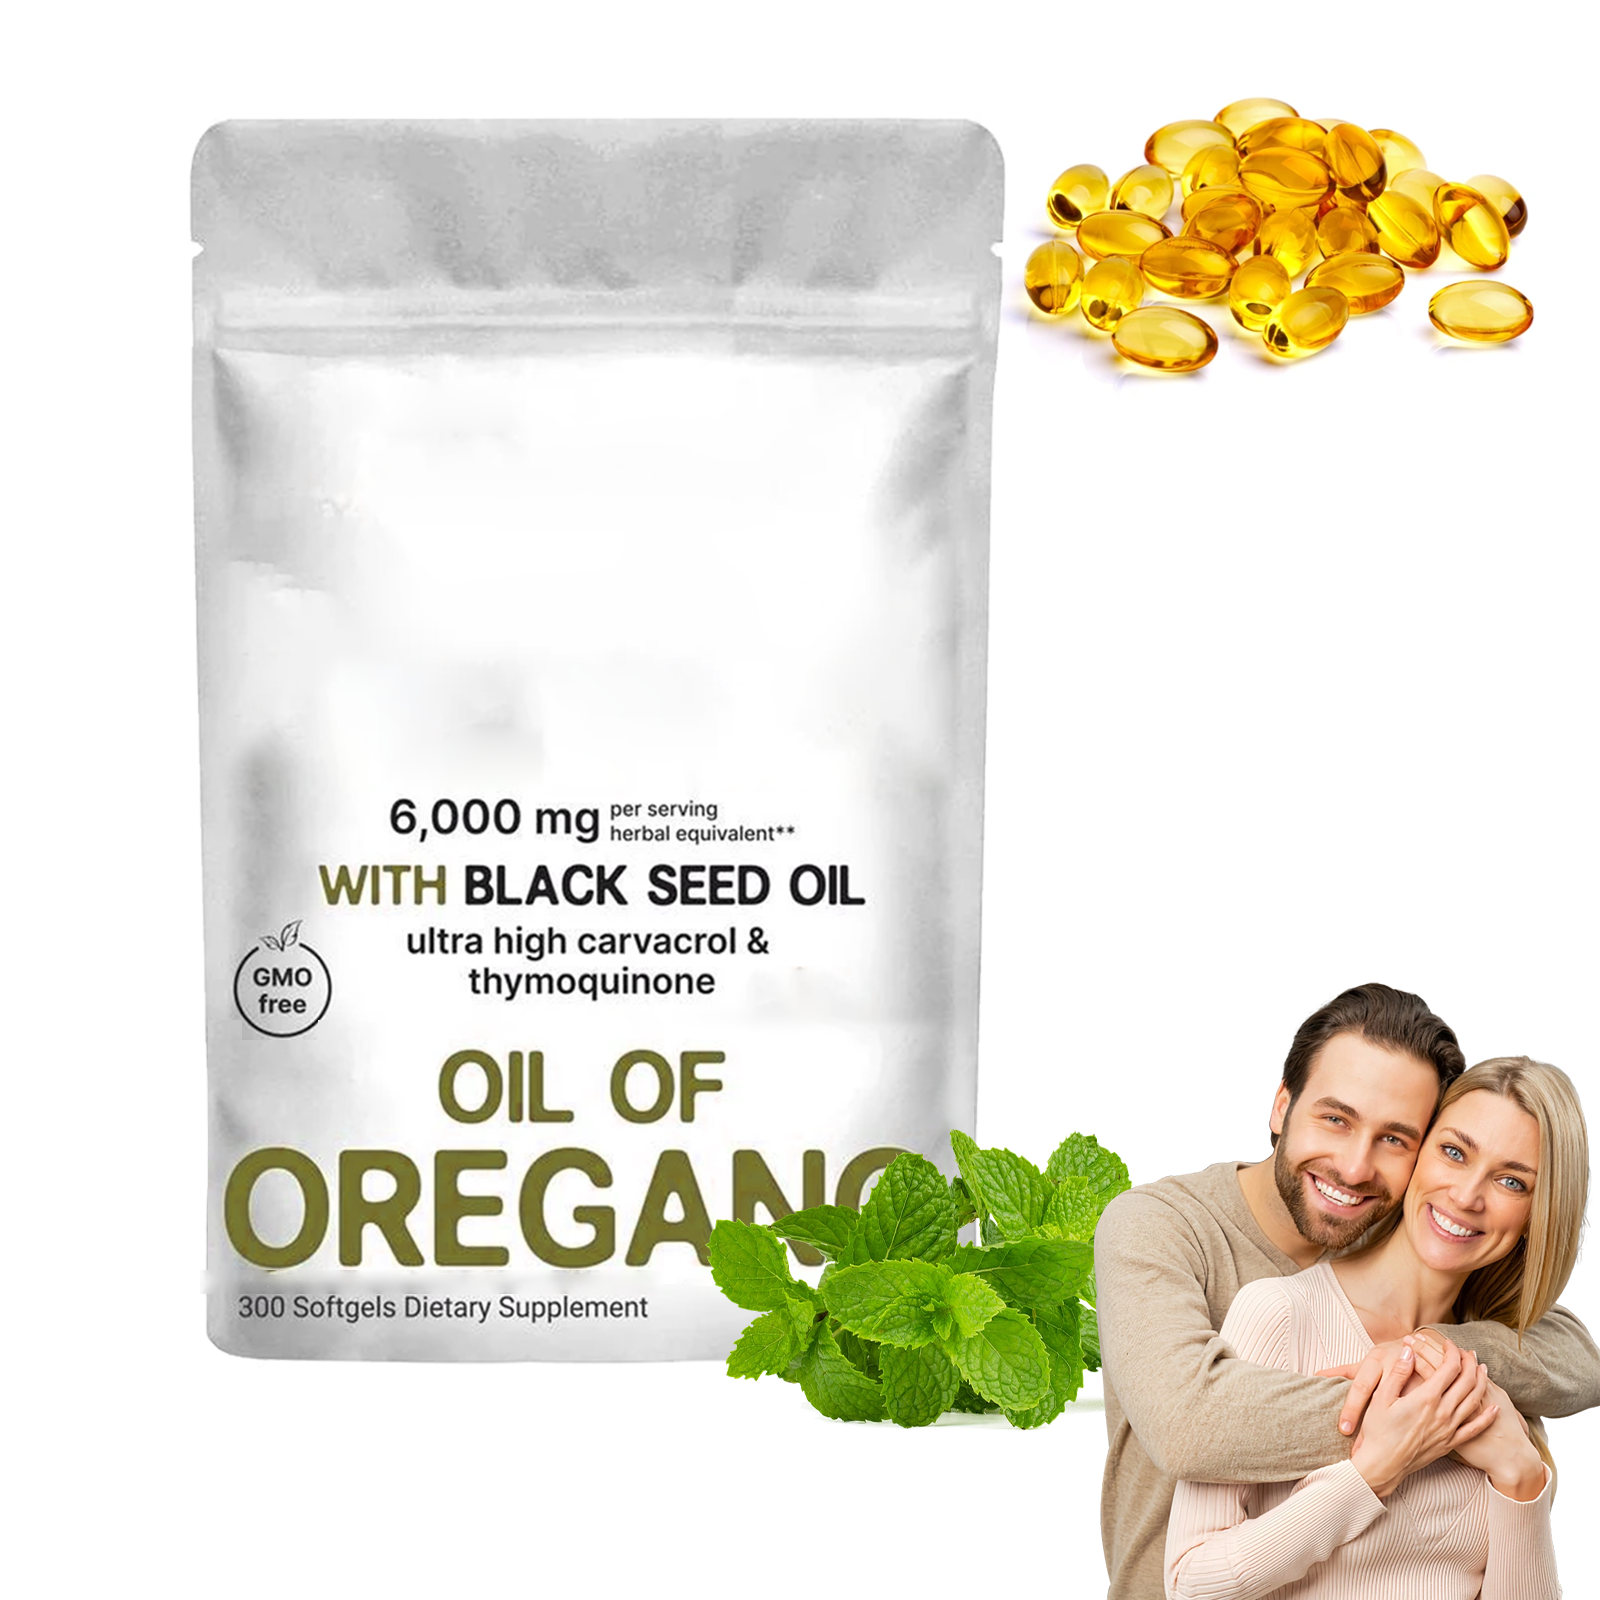 6,000 mg per serving
herbal equivalent**
WITH BLACK SEED OIL
ultra high carvacrol &
thymoquinone
GMO
free
OIL OF
OREGANO
300 Softgels Dietary Supplement